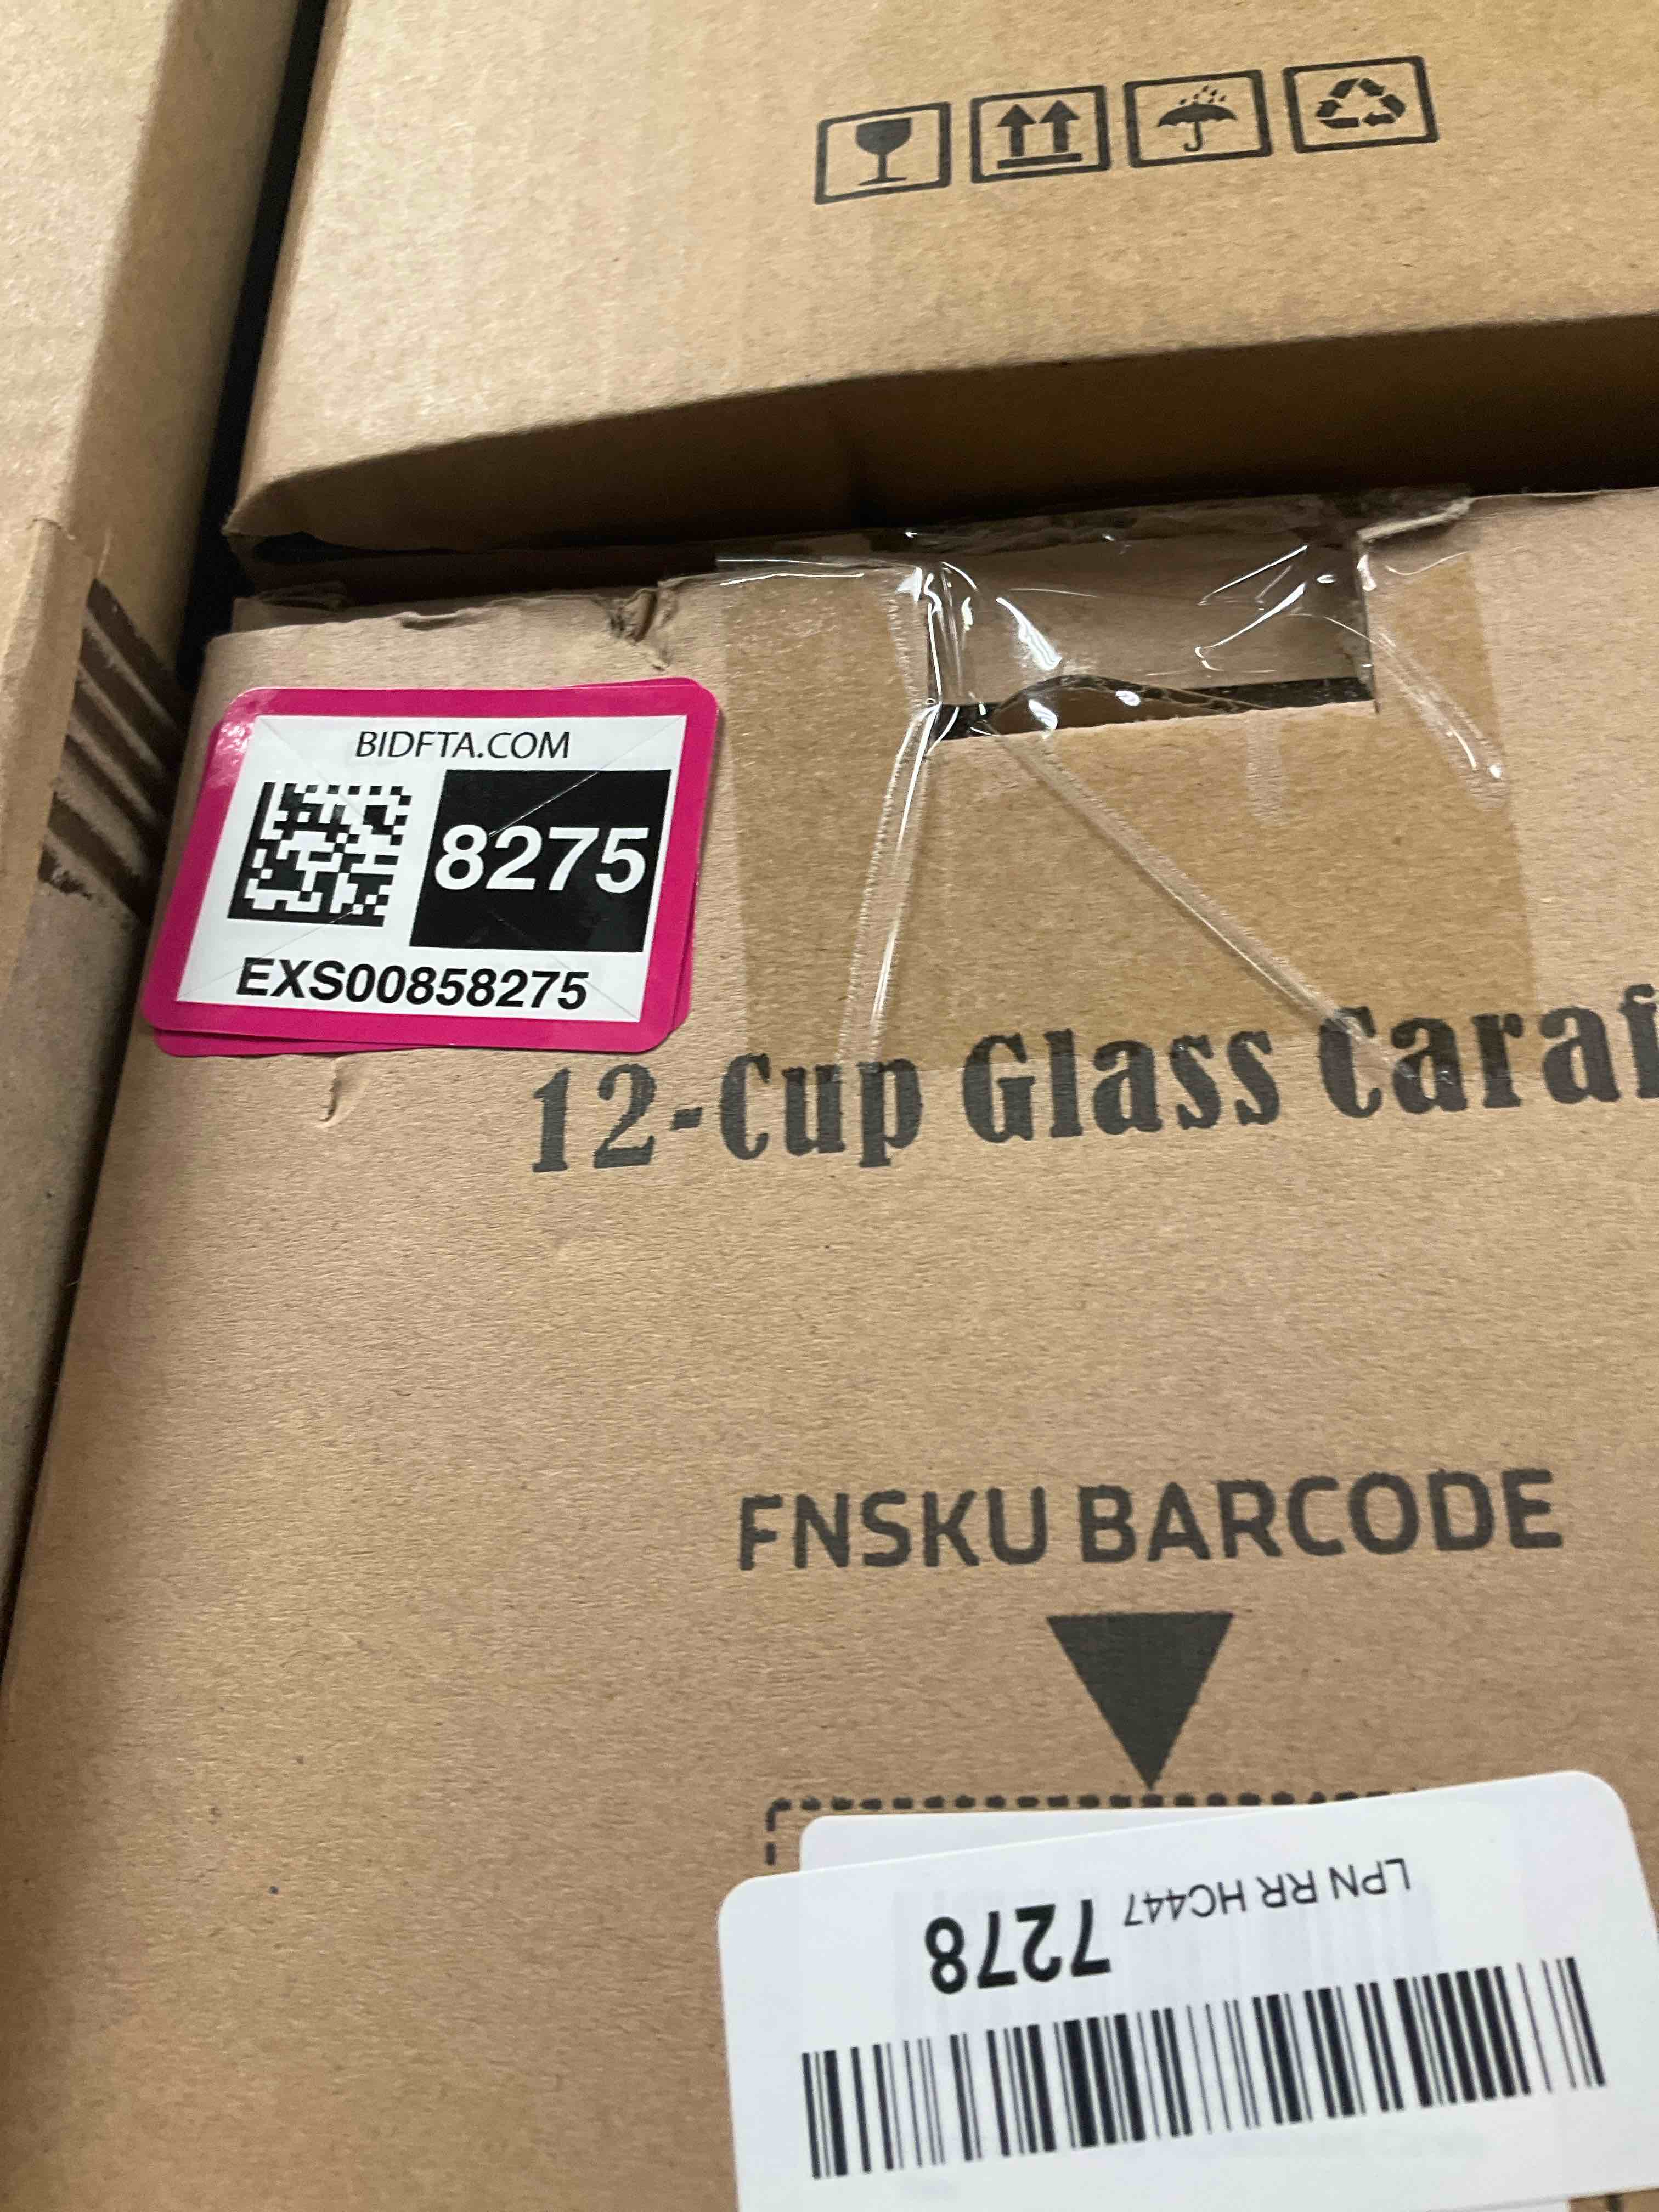 BIDFTA.COM
8275
EXS00858275
12-Cup Glass Caraf
FNSKU BARCODE
LPN RR HC447 7278